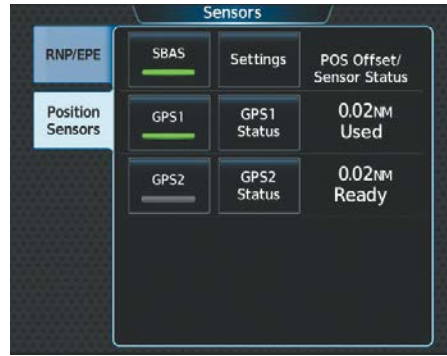 Sensors
RNP/EPE
SBAS
Settings
POS Offset/
Sensor Status
Position
Sensors
GPS1
GPS1
Status
0.02NM
Used
GPS2
GPS2
Status
0.02NM
Ready